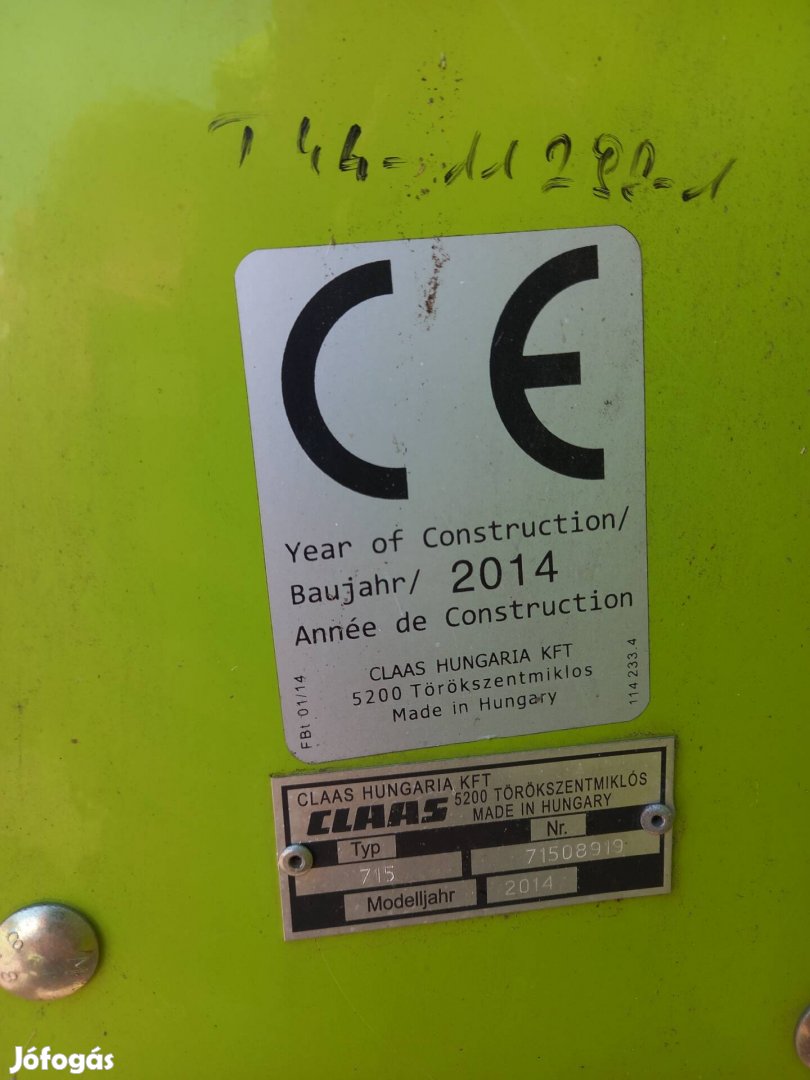 CE
Year of Construction/
Baujahr/ 2014
Année de Construction
CLAAS HUNGARIA KFT
5200 Törökszentmiklos
Made in Hungary
FBt 01/14
114 233.4
CLAAS HUNGARIA KFT
CLAAS 5200 TÖRÖKSZENTMIKLÓS
MADE IN HUNGARY
Typ Nr.
715 71508919
Modelljahr 2014
Jófogás